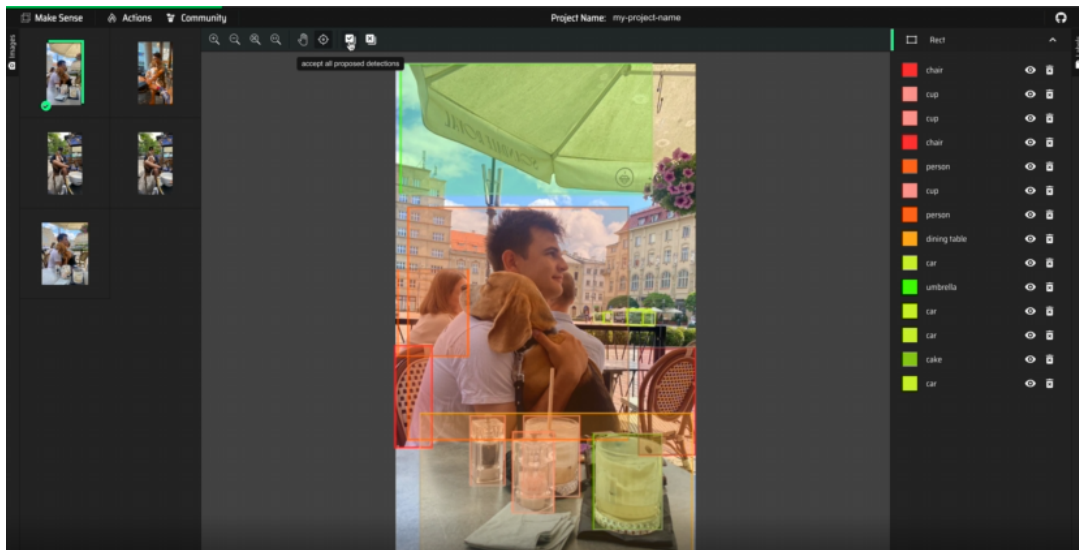 Make Sense
Actions
Community
Project Name: my-project-name
Images
accept all proposed detections
Rect
chair
cup
cup
chair
person
cup
person
dining table
car
umbrella
car
car
cake
car